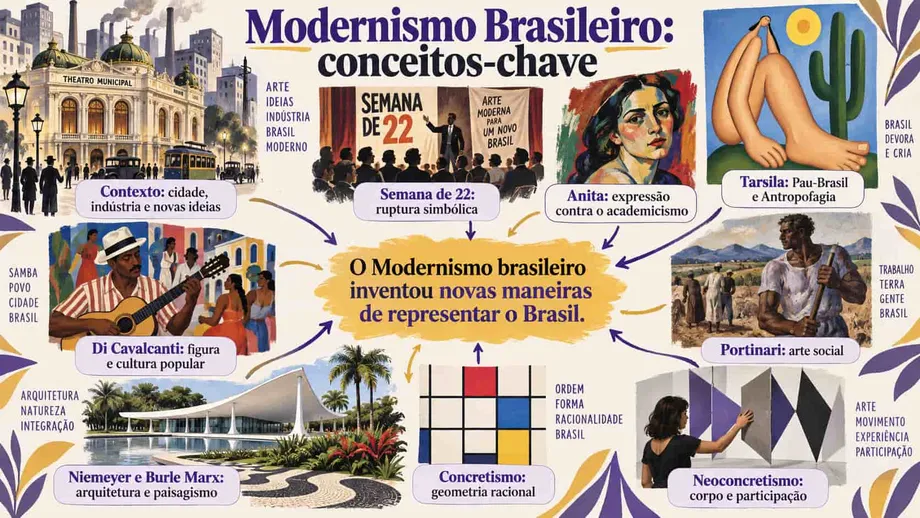 Modernismo Brasileiro:
conceitos-chave
THEATRO MUNICIPAL
ARTE
IDEIAS
INDÚSTRIA
BRASIL
MODERNO
Contexto: cidade,
indústria e novas ideias
SEMANA
DE 22
ARTE
MODERNA
PARA
UM NOVO
BRASIL
Semana de 22:
ruptura simbólica
Anita: expressão
contra o academicismo
BRASIL
DEVORA
E CRIA
Tarsila: Pau-Brasil
e Antropofagia
SAMBA
POVO
CIDADE
BRASIL
Di Cavalcanti: figura
e cultura popular
O Modernismo brasileiro
inventou novas maneiras
de representar o Brasil.
TRABALHO
TERRA
GENTE
BRASIL
Portinari: arte social
ARQUITETURA
NATUREZA
INTEGRAÇÃO
Niemeyer e Burle Marx:
arquitetura e paisagismo
ORDEM
FORMA
RACIONALIDADE
BRASIL
Concretismo:
geometria racional
ARTE
MOVIMENTO
EXPERIÊNCIA
PARTICIPAÇÃO
Neoconcretismo:
corpo e participação